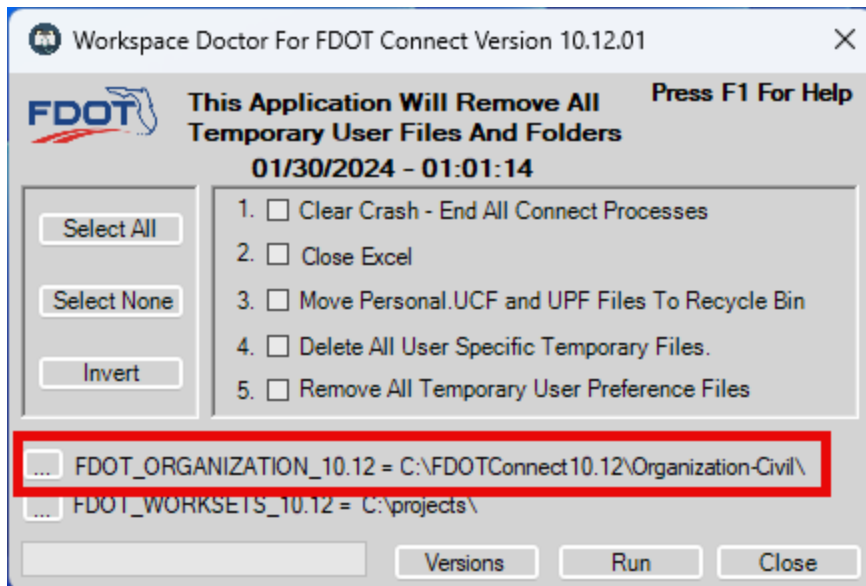 Workspace Doctor For FDOT Connect Version 10.12.01
FDOT
This Application Will Remove All
Temporary User Files And Folders
Press F1 For Help
01/30/2024 - 01:01:14
Select All
Select None
Invert
1. Clear Crash - End All Connect Processes
2. Close Excel
3. Move Personal.UCF and UPF Files To Recycle Bin
4. Delete All User Specific Temporary Files.
5. Remove All Temporary User Preference Files
... FDOT_ORGANIZATION_10.12 = C:\FDOTConnect10.12\Organization-Civil\
... FDOT_WORKSETS_10.12 = C:\projects\
Versions
Run
Close